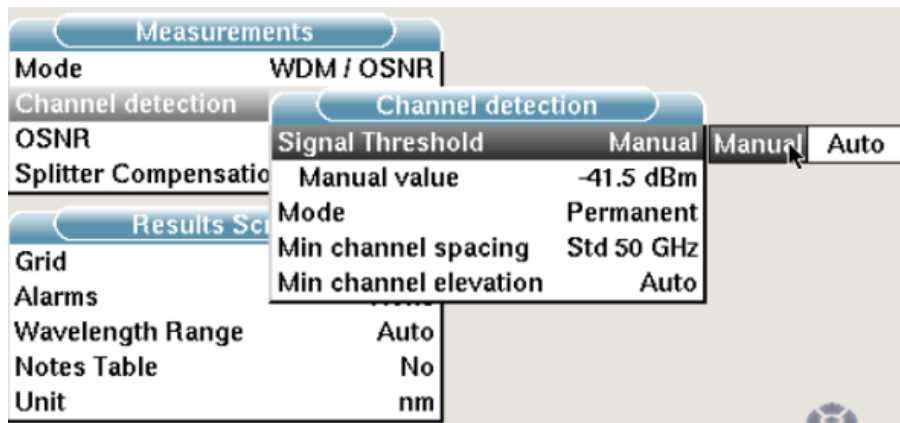 Measurements
Mode WDM / OSNR
Channel detection
OSNR
Splitter Compensatio
Channel detection
Signal Threshold Manual
Manual Auto
Manual value -41.5 dBm
Mode Permanent
Min channel spacing Std 50 GHz
Min channel elevation Auto
Results Sc
Grid
Alarms
Wavelength Range Auto
Notes Table No
Unit nm